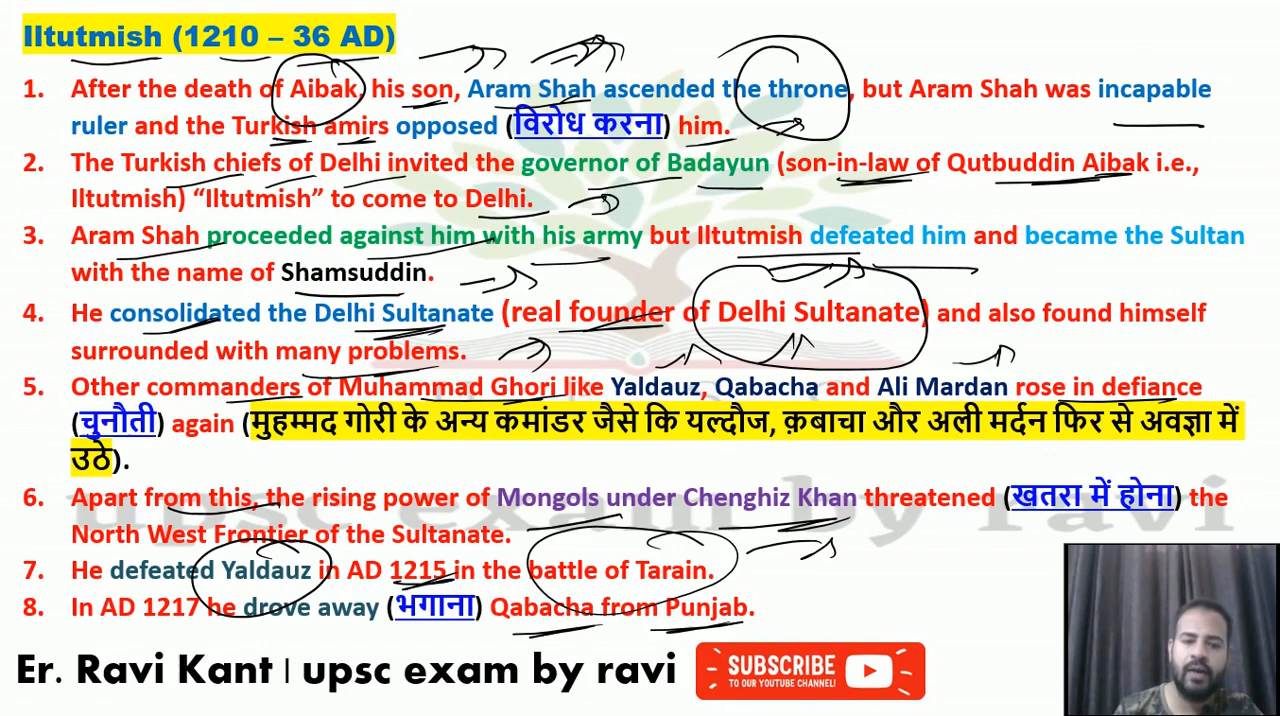 Iltutmish (1210 – 36 AD)
1. After the death of Aibak, his son, Aram Shah ascended the throne, but Aram Shah was incapable
ruler and the Turkish amirs opposed (विरोध करना) him.
2. The Turkish chiefs of Delhi invited the governor of Badayun (son-in-law of Qutbuddin Aibak i.e.,
Iltutmish) “Iltutmish” to come to Delhi.
3. Aram Shah proceeded against him with his army but Iltutmish defeated him and became the Sultan
with the name of Shamsuddin.
4. He consolidated the Delhi Sultanate (real founder of Delhi Sultanate) and also found himself
surrounded with many problems.
5. Other commanders of Muhammad Ghori like Yaldauz, Qabacha and Ali Mardan rose in defiance
(चुनौती) again (मुहम्मद गोरी के अन्य कमांडर जैसे कि यल्दौज, क़बाचा और अली मर्दन फिर से अवज्ञा में
उठे).
6. Apart from this, the rising power of Mongols under Chenghiz Khan threatened (खतरा में होना) the
North West Frontier of the Sultanate.
7. He defeated Yaldauz in AD 1215 in the battle of Tarain.
8. In AD 1217 he drove away (भगाना) Qabacha from Punjab.
upsc exam by ravi
Er. Ravi Kant | upsc exam by ravi
SUBSCRIBE
TO OUR YOUTUBE CHANNEL!